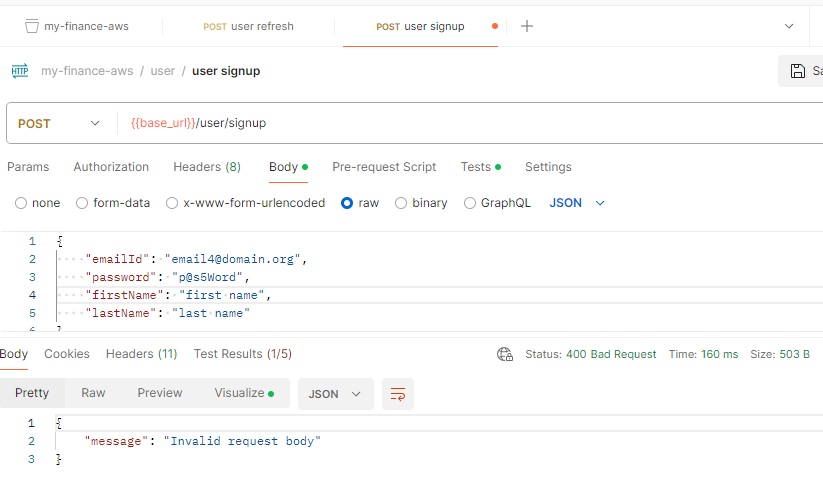 my-finance-aws POST user refresh POST user signup
HTTP my-finance-aws / user / user signup
POST {{base_url}}/user/signup
Params Authorization Headers (8) Body Pre-request Script Tests Settings
none form-data x-www-form-urlencoded raw binary GraphQL JSON
1 {
2 "emailId": "email4@domain.org",
3 "password": "p@s5Word",
4 "firstName": "first name",
5 "lastName": "last name"
Body Cookies Headers (11) Test Results (1/5) Status: 400 Bad Request Time: 160 ms Size: 503 B
Pretty Raw Preview Visualize JSON
1 {
2 "message": "Invalid request body"
3 }